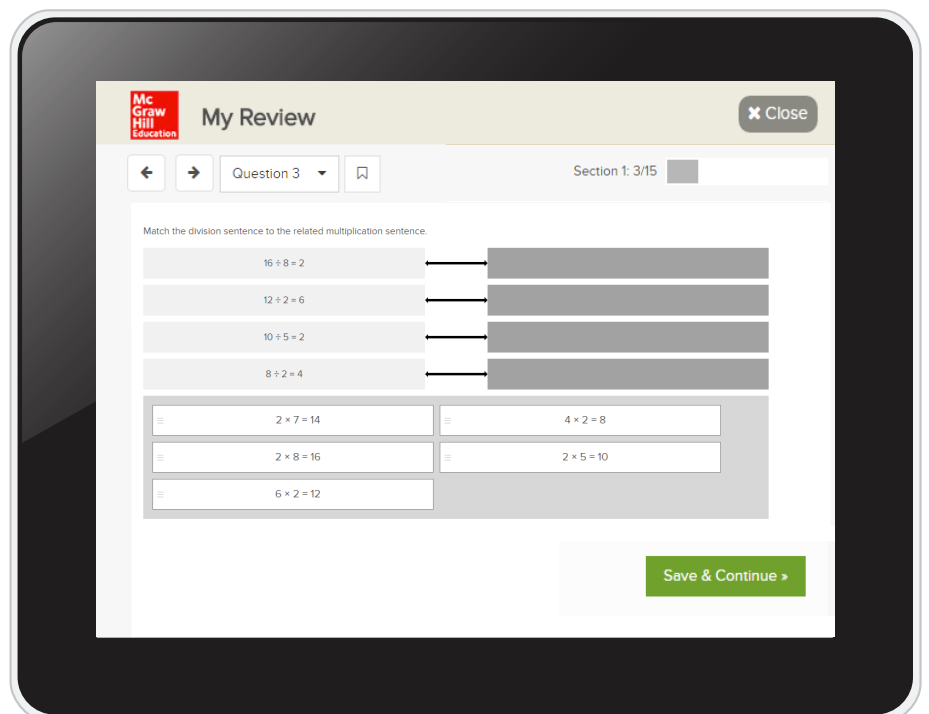 Mc
Graw
Hill
Education
My Review
✖ Close
Question 3
Section 1: 3/15
Match the division sentence to the related multiplication sentence.
16 ÷ 8 = 2
12 ÷ 2 = 6
10 ÷ 5 = 2
8 ÷ 2 = 4
2 × 7 = 14
4 × 2 = 8
2 × 8 = 16
2 × 5 = 10
6 × 2 = 12
Save & Continue »